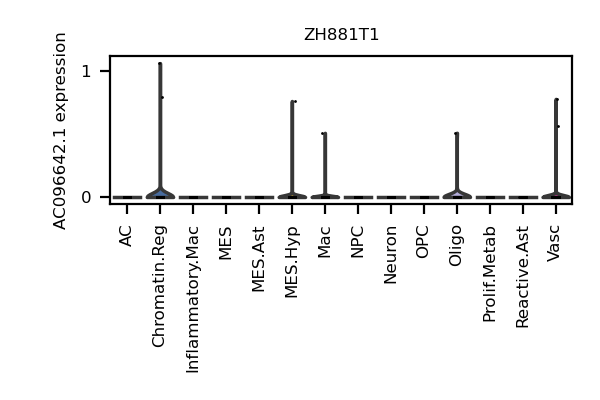 ZH881T1
AC096642.1 expression
1
0
AC
Chromatin.Reg
Inflammatory.Mac
MES
MES.Ast
MES.Hyp
Mac
NPC
Neuron
OPC
Oligo
Prolif.Metab
Reactive.Ast
Vasc